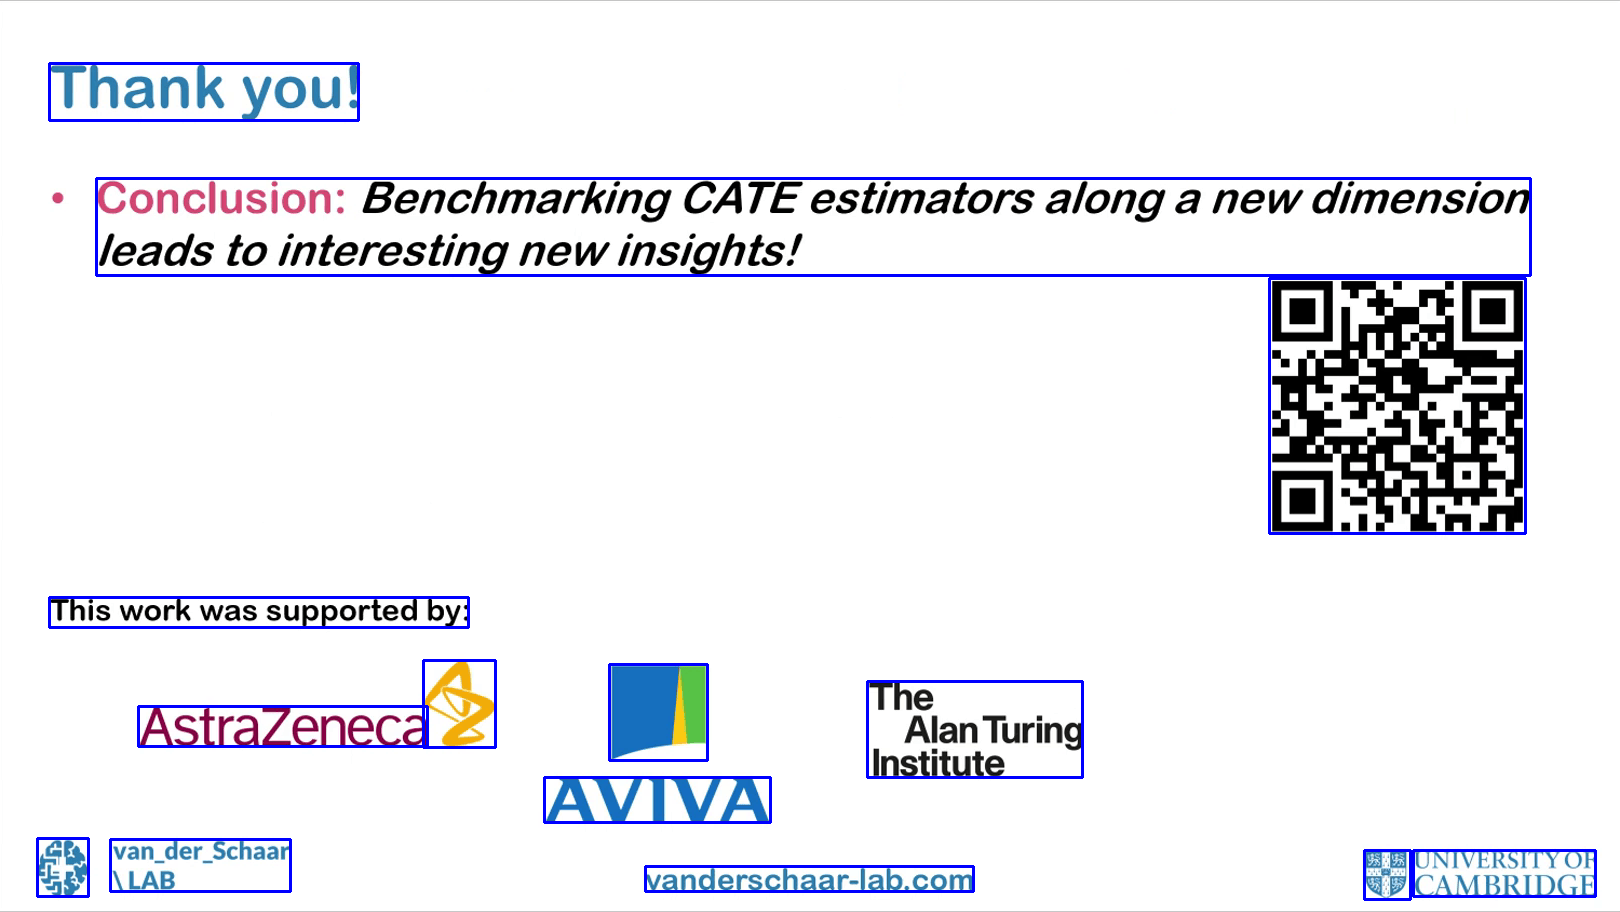 Thank you!
• Conclusion: Benchmarking CATE estimators along a new dimension
leads to interesting new insights!
This work was supported by:
AstraZeneca
AVIVA
The
Alan Turing
Institute
van_der_Schaar
\ LAB
vanderschaar-lab.com
UNIVERSITY OF
CAMBRIDGE